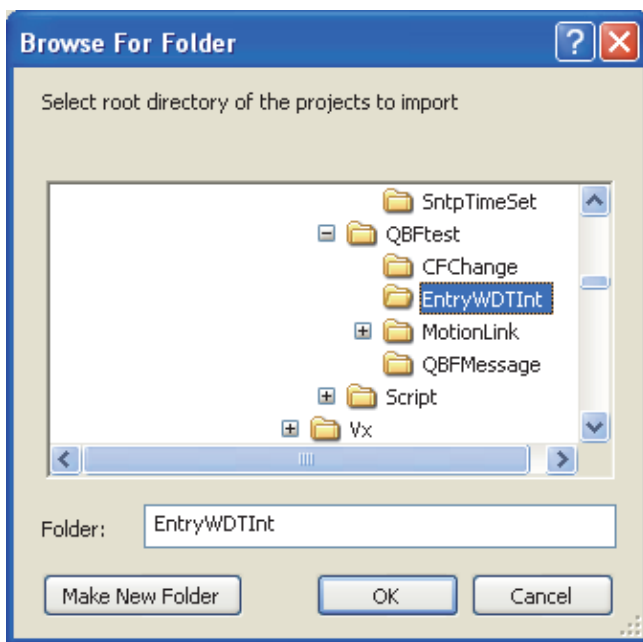 Browse For Folder
Select root directory of the projects to import
SntpTimeSet
QBFtest
CFChange
EntryWDTInt
MotionLink
QBFMessage
Script
Vx
Folder: EntryWDTInt
Make New Folder OK Cancel